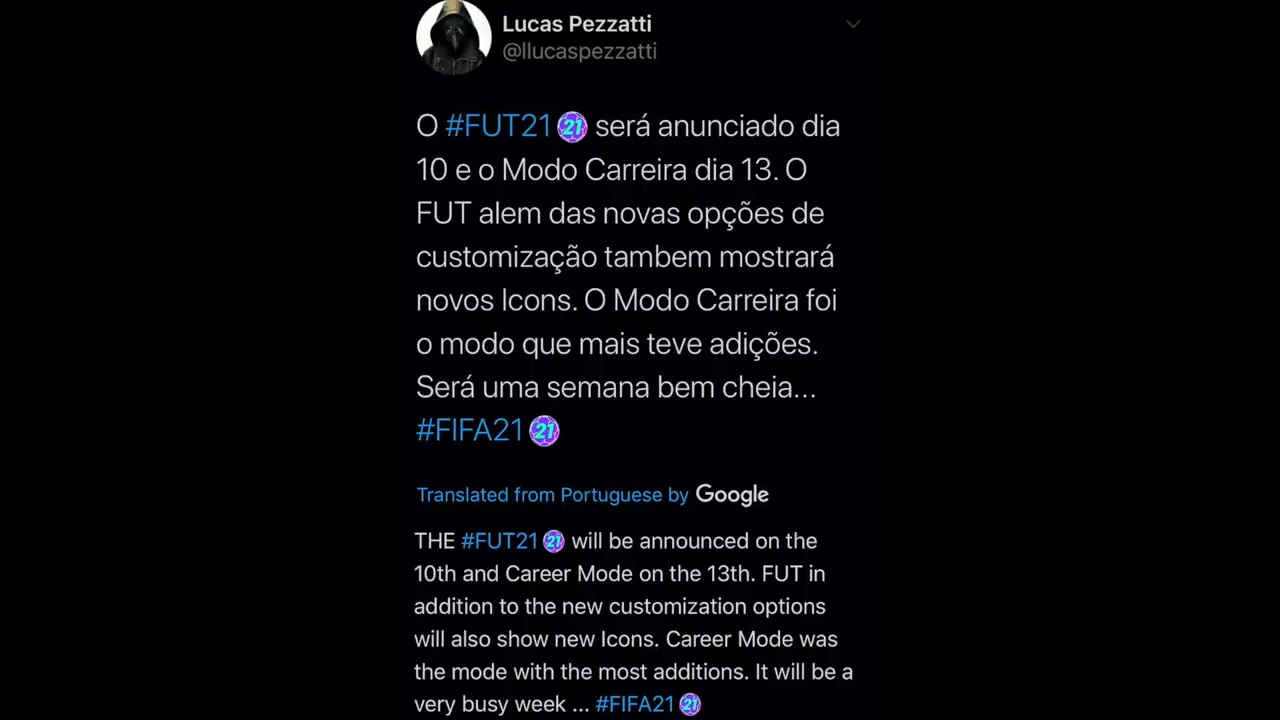 Lucas Pezzatti
@llucaspezzatti
O #FUT21 21 será anunciado dia
10 e o Modo Carreira dia 13. O
FUT alem das novas opções de
customização tambem mostrará
novos Icons. O Modo Carreira foi
o modo que mais teve adições.
Será uma semana bem cheia...
#FIFA21 21
Translated from Portuguese by Google
THE #FUT21 21 will be announced on the
10th and Career Mode on the 13th. FUT in
addition to the new customization options
will also show new Icons. Career Mode was
the mode with the most additions. It will be a
very busy week ... #FIFA21 21